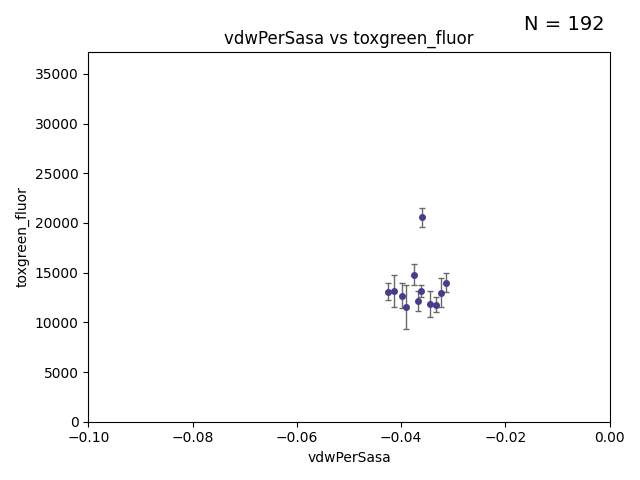 N = 192
vdwPerSasa vs toxgreen_fluor
35000
30000
25000
20000
15000
10000
5000
0
toxgreen_fluor
−0.10 −0.08 −0.06 −0.04 −0.02 0.00
vdwPerSasa